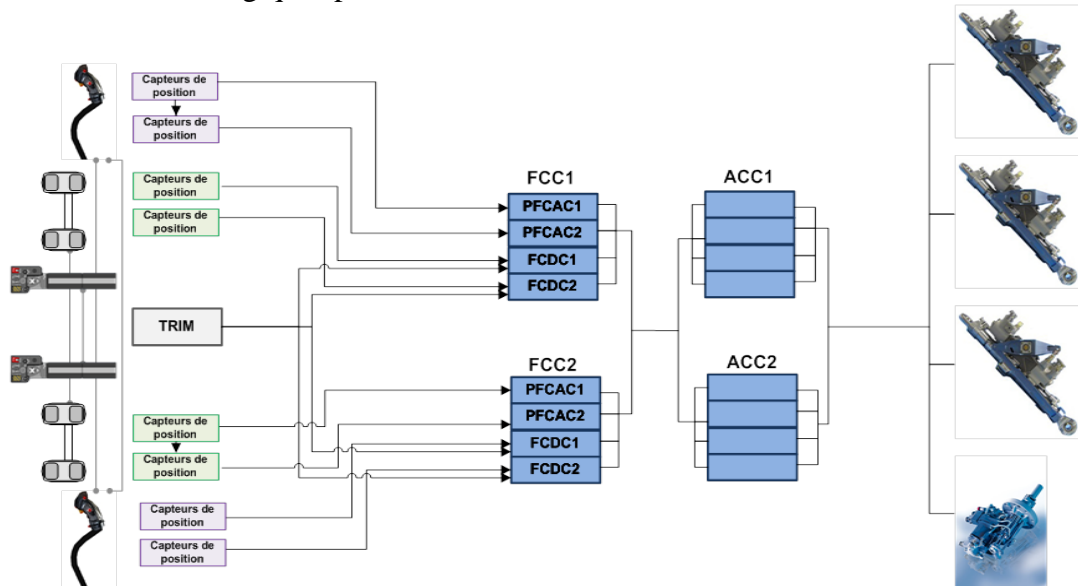 Capteurs de
position
Capteurs de
position
Capteurs de
position
Capteurs de
position
TRIM
Capteurs de
position
Capteurs de
position
Capteurs de
position
Capteurs de
position
FCC1
PFCAC1
PFCAC2
FCDC1
FCDC2
FCC2
PFCAC1
PFCAC2
FCDC1
FCDC2
ACC1
ACC2